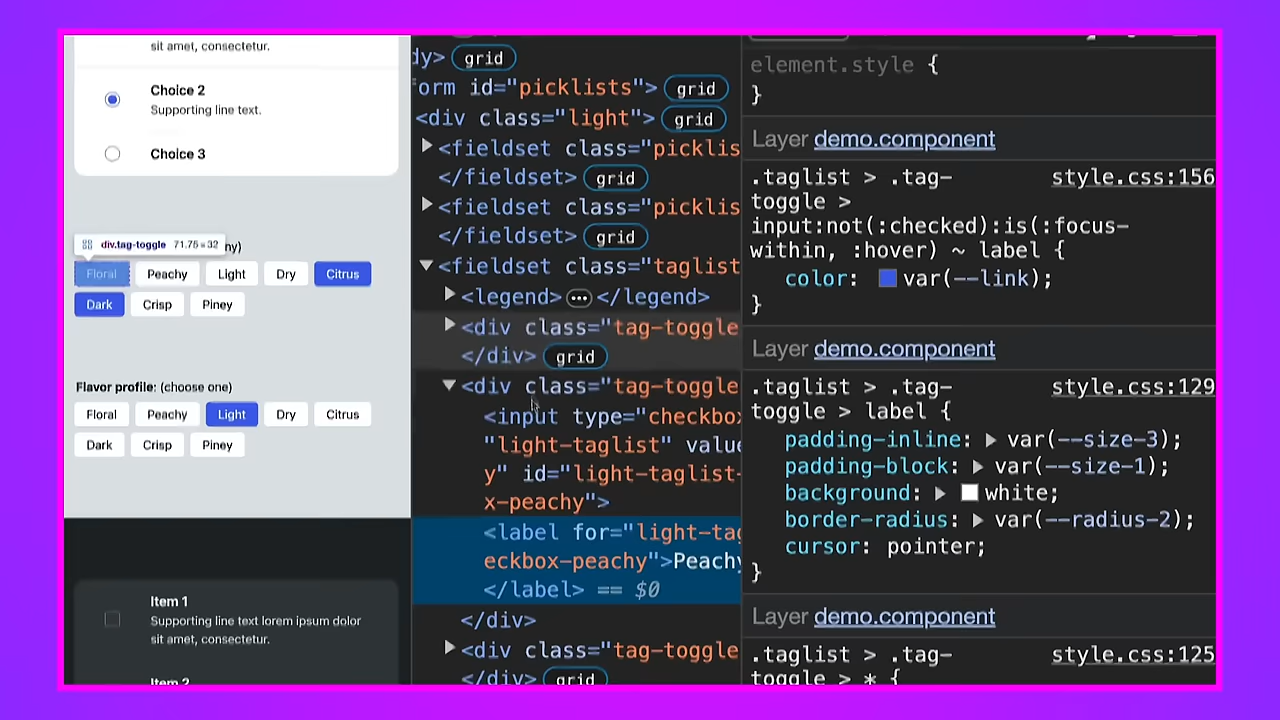 sit amet, consectetur.
Choice 2
Supporting line text.
Choice 3
div.tag-toggle 71.75×32
ny)
Floral Peachy Light Dry Citrus
Dark Crisp Piney
Flavor profile: (choose one)
Floral Peachy Light Dry Citrus
Dark Crisp Piney
Item 1
Supporting line text lorem ipsum dolor
sit amet, consectetur.
Item 2
dy> grid
orm id="picklists"> grid
<div class="light"> grid
<fieldset class="picklis
</fieldset> grid
<fieldset class="picklis
</fieldset> grid
<fieldset class="taglist
<legend> ••• </legend>
<div class="tag-toggle
</div> grid
<div class="tag-toggle
<input type="checkbox
"light-taglist" value
y" id="light-taglist-
x-peachy">
<label for="light-tag
eckbox-peachy">Peachy
</label> == $0
</div>
<div class="tag-toggle
</div> grid
element.style {
}
Layer demo.component
.taglist > .tag- style.css:156
toggle >
input:not(:checked):is(:focus-
within, :hover) ~ label {
color: var(--link);
}
Layer demo.component
.taglist > .tag- style.css:129
toggle > label {
padding-inline: var(--size-3);
padding-block: var(--size-1);
background: white;
border-radius: var(--radius-2);
cursor: pointer;
}
Layer demo.component
.taglist > .tag- style.css:125
toggle > * {